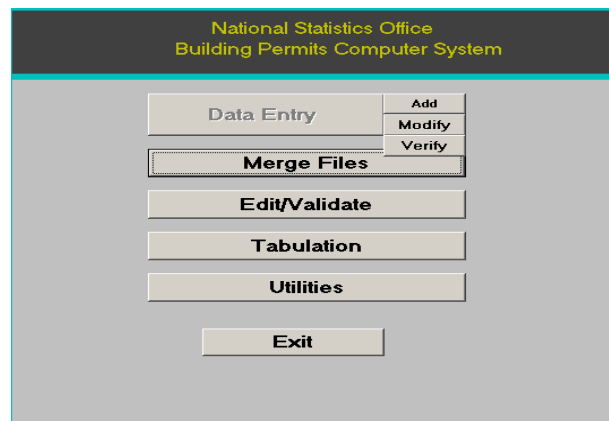 National Statistics Office
Building Permits Computer System
Data Entry
Add
Modify
Verify
Merge Files
Edit/Validate
Tabulation
Utilities
Exit